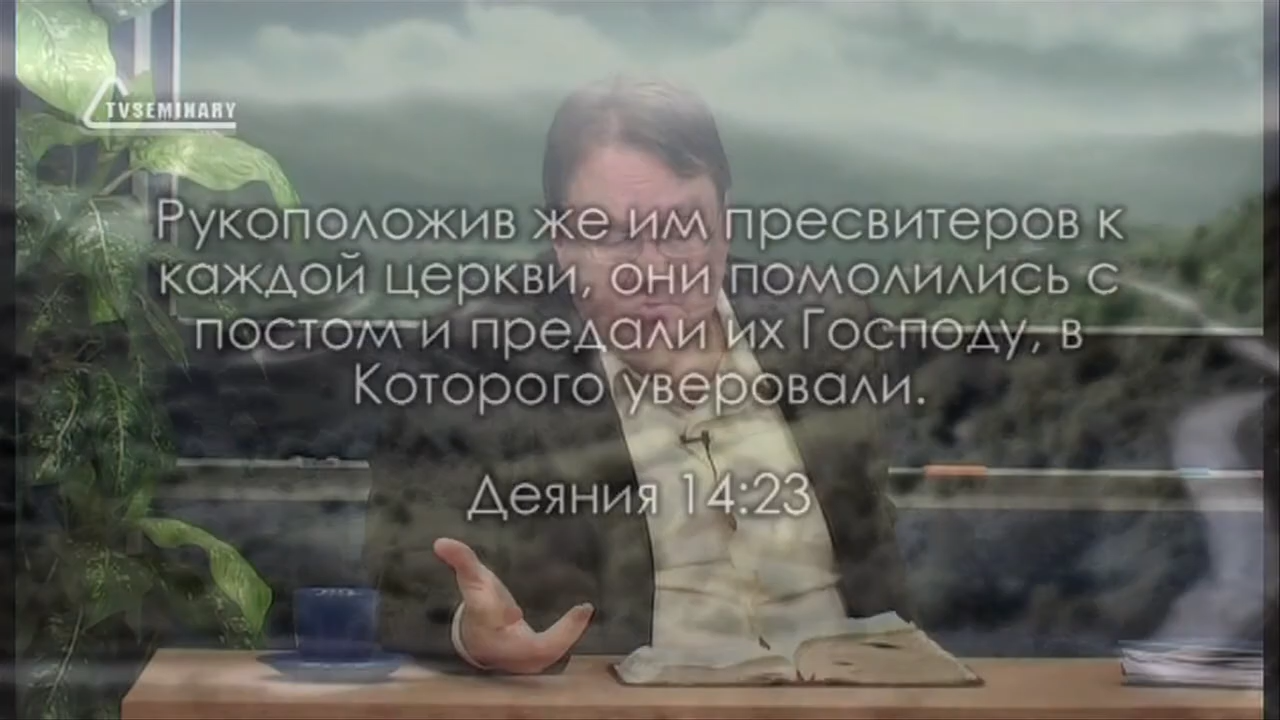 TVSEMINARY
Рукоположив же им пресвитеров к
каждой церкви, они помолились с
постом и предали их Господу, в
Которого уверовали.
Деяния 14:23